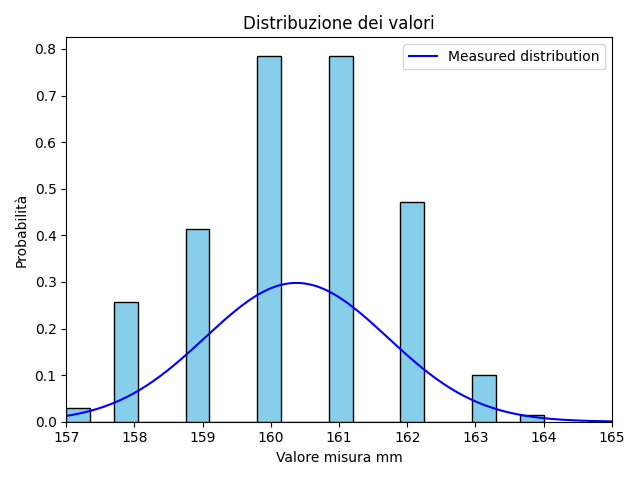 Distribuzione dei valori
Measured distribution
Probabilità
0.8
0.7
0.6
0.5
0.4
0.3
0.2
0.1
0.0
157 158 159 160 161 162 163 164 165
Valore misura mm